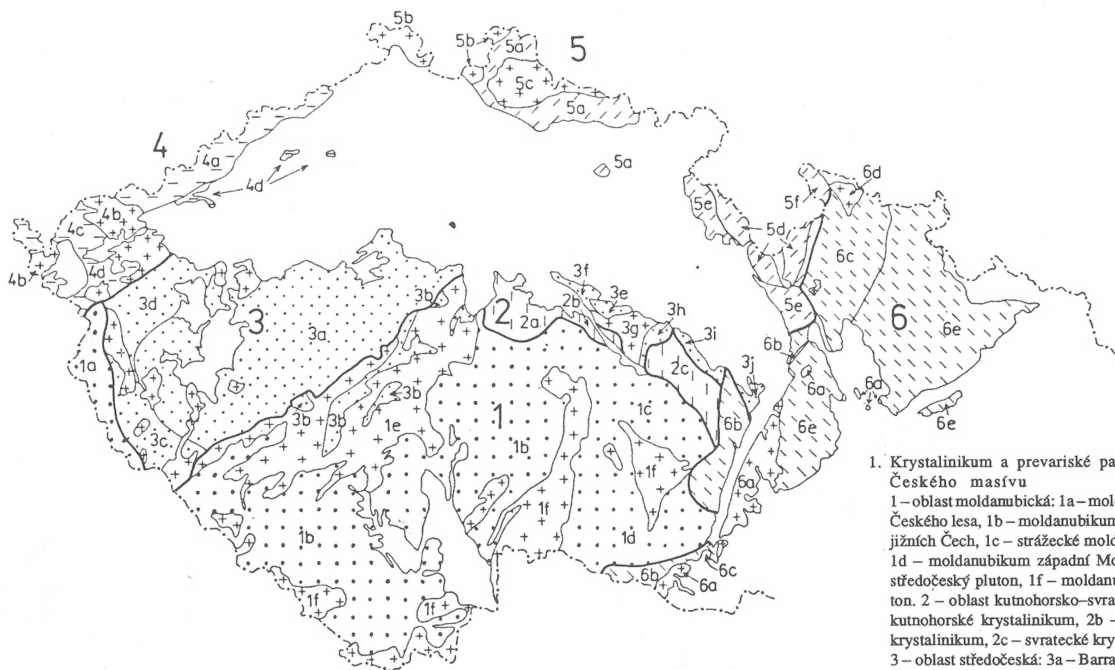 5b
5b
5a
5
5c
5a
4
4a
4d
5a
6d
5f
5e
5d
4b
4c
4d
4b
6c
3d
3
3a
3b
2
3f
2b
3e
3h
2a
3g
3i
5e
6
6e
1a
2c
3j
6b
6a
6a
3b
3b
3b
1
1c
6b
6e
6e
3c
1e
1b
1f
6a
1b
1f
1d
6c
6b
6a
1f
1f
1. Krystalinikum a prevariské pa
Českého masívu
1 – oblast moldanubická: 1a – mol
Českého lesa, 1b – moldanubikum
jižních Čech, 1c – strážecké mold
1d – moldanubikum západní Mo
středočeský pluton, 1f – moldanu
ton. 2 – oblast kutnohorsko–svra
kutnohorské krystalinikum, 2b –
krystalinikum, 2c – svratecké kry
3 – oblast středočeská: 3a – Barra